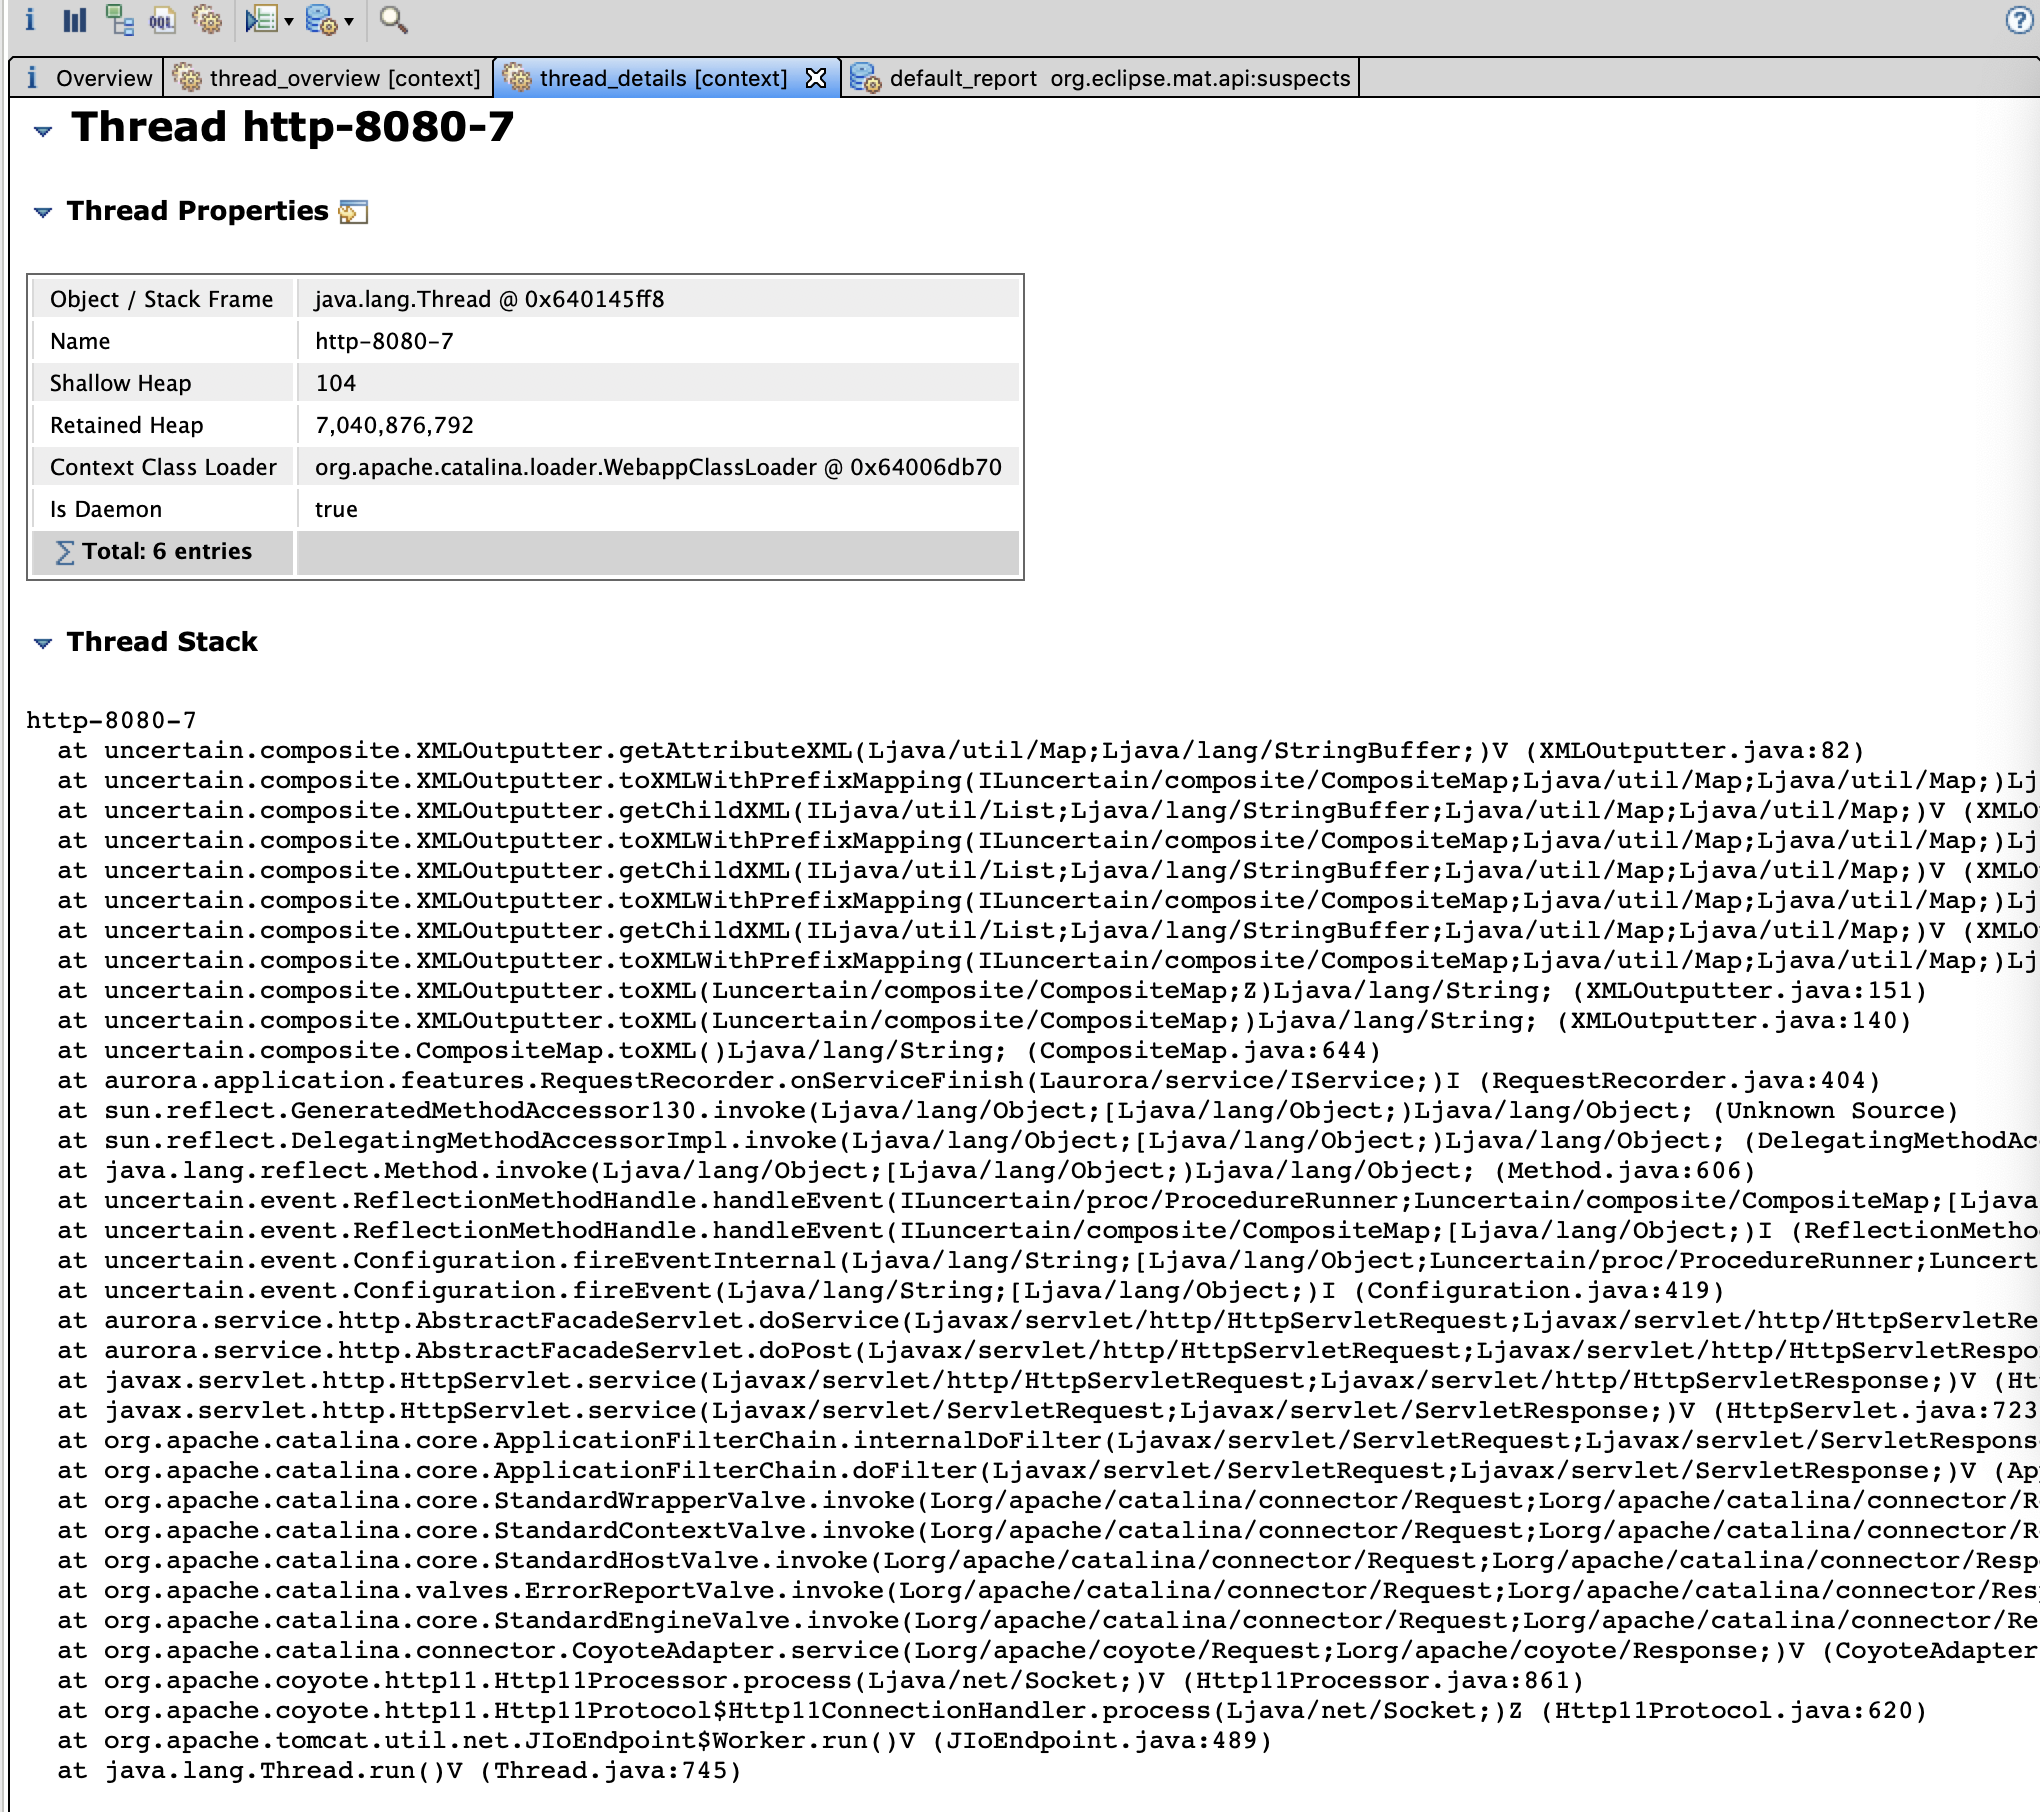 i OQL ?
i Overview thread_overview [context] thread_details [context] default_report org.eclipse.mat.api:suspects
Thread http-8080-7
Thread Properties
Object / Stack Frame java.lang.Thread @ 0x640145ff8
Name http-8080-7
Shallow Heap 104
Retained Heap 7,040,876,792
Context Class Loader org.apache.catalina.loader.WebappClassLoader @ 0x64006db70
Is Daemon true
∑ Total: 6 entries
Thread Stack
http-8080-7
at uncertain.composite.XMLOutputter.getAttributeXML(Ljava/util/Map;Ljava/lang/StringBuffer;)V (XMLOutputter.java:82)
at uncertain.composite.XMLOutputter.toXMLWithPrefixMapping(ILuncertain/composite/CompositeMap;Ljava/util/Map;Ljava/util/Map;)Lj
at uncertain.composite.XMLOutputter.getChildXML(ILjava/util/List;Ljava/lang/StringBuffer;Ljava/util/Map;Ljava/util/Map;)V (XMLO
at uncertain.composite.XMLOutputter.toXMLWithPrefixMapping(ILuncertain/composite/CompositeMap;Ljava/util/Map;Ljava/util/Map;)Lj
at uncertain.composite.XMLOutputter.getChildXML(ILjava/util/List;Ljava/lang/StringBuffer;Ljava/util/Map;Ljava/util/Map;)V (XMLO
at uncertain.composite.XMLOutputter.toXMLWithPrefixMapping(ILuncertain/composite/CompositeMap;Ljava/util/Map;Ljava/util/Map;)Lj
at uncertain.composite.XMLOutputter.getChildXML(ILjava/util/List;Ljava/lang/StringBuffer;Ljava/util/Map;Ljava/util/Map;)V (XMLO
at uncertain.composite.XMLOutputter.toXMLWithPrefixMapping(ILuncertain/composite/CompositeMap;Ljava/util/Map;Ljava/util/Map;)Lj
at uncertain.composite.XMLOutputter.toXML(Luncertain/composite/CompositeMap;Z)Ljava/lang/String; (XMLOutputter.java:151)
at uncertain.composite.XMLOutputter.toXML(Luncertain/composite/CompositeMap;)Ljava/lang/String; (XMLOutputter.java:140)
at uncertain.composite.CompositeMap.toXML()Ljava/lang/String; (CompositeMap.java:644)
at aurora.application.features.RequestRecorder.onServiceFinish(Laurora/service/IService;)I (RequestRecorder.java:404)
at sun.reflect.GeneratedMethodAccessor130.invoke(Ljava/lang/Object;[Ljava/lang/Object;)Ljava/lang/Object; (Unknown Source)
at sun.reflect.DelegatingMethodAccessorImpl.invoke(Ljava/lang/Object;[Ljava/lang/Object;)Ljava/lang/Object; (DelegatingMethodAc
at java.lang.reflect.Method.invoke(Ljava/lang/Object;[Ljava/lang/Object;)Ljava/lang/Object; (Method.java:606)
at uncertain.event.ReflectionMethodHandle.handleEvent(ILuncertain/proc/ProcedureRunner;Luncertain/composite/CompositeMap;[Ljava
at uncertain.event.ReflectionMethodHandle.handleEvent(ILuncertain/composite/CompositeMap;[Ljava/lang/Object;)I (ReflectionMetho
at uncertain.event.Configuration.fireEventInternal(Ljava/lang/String;[Ljava/lang/Object;Luncertain/proc/ProcedureRunner;Luncert
at uncertain.event.Configuration.fireEvent(Ljava/lang/String;[Ljava/lang/Object;)I (Configuration.java:419)
at aurora.service.http.AbstractFacadeServlet.doService(Ljavax/servlet/http/HttpServletRequest;Ljavax/servlet/http/HttpServletRe
at aurora.service.http.AbstractFacadeServlet.doPost(Ljavax/servlet/http/HttpServletRequest;Ljavax/servlet/http/HttpServletRespo
at javax.servlet.http.HttpServlet.service(Ljavax/servlet/http/HttpServletRequest;Ljavax/servlet/http/HttpServletResponse;)V (Ht
at javax.servlet.http.HttpServlet.service(Ljavax/servlet/ServletRequest;Ljavax/servlet/ServletResponse;)V (HttpServlet.java:723
at org.apache.catalina.core.ApplicationFilterChain.internalDoFilter(Ljavax/servlet/ServletRequest;Ljavax/servlet/ServletRespons
at org.apache.catalina.core.ApplicationFilterChain.doFilter(Ljavax/servlet/ServletRequest;Ljavax/servlet/ServletResponse;)V (Ap
at org.apache.catalina.core.StandardWrapperValve.invoke(Lorg/apache/catalina/connector/Request;Lorg/apache/catalina/connector/R
at org.apache.catalina.core.StandardContextValve.invoke(Lorg/apache/catalina/connector/Request;Lorg/apache/catalina/connector/R
at org.apache.catalina.core.StandardHostValve.invoke(Lorg/apache/catalina/connector/Request;Lorg/apache/catalina/connector/Resp
at org.apache.catalina.valves.ErrorReportValve.invoke(Lorg/apache/catalina/connector/Request;Lorg/apache/catalina/connector/Res
at org.apache.catalina.core.StandardEngineValve.invoke(Lorg/apache/catalina/connector/Request;Lorg/apache/catalina/connector/Re
at org.apache.catalina.connector.CoyoteAdapter.service(Lorg/apache/coyote/Request;Lorg/apache/coyote/Response;)V (CoyoteAdapter
at org.apache.coyote.http11.Http11Processor.process(Ljava/net/Socket;)V (Http11Processor.java:861)
at org.apache.coyote.http11.Http11Protocol$Http11ConnectionHandler.process(Ljava/net/Socket;)Z (Http11Protocol.java:620)
at org.apache.tomcat.util.net.JIoEndpoint$Worker.run()V (JIoEndpoint.java:489)
at java.lang.Thread.run()V (Thread.java:745)